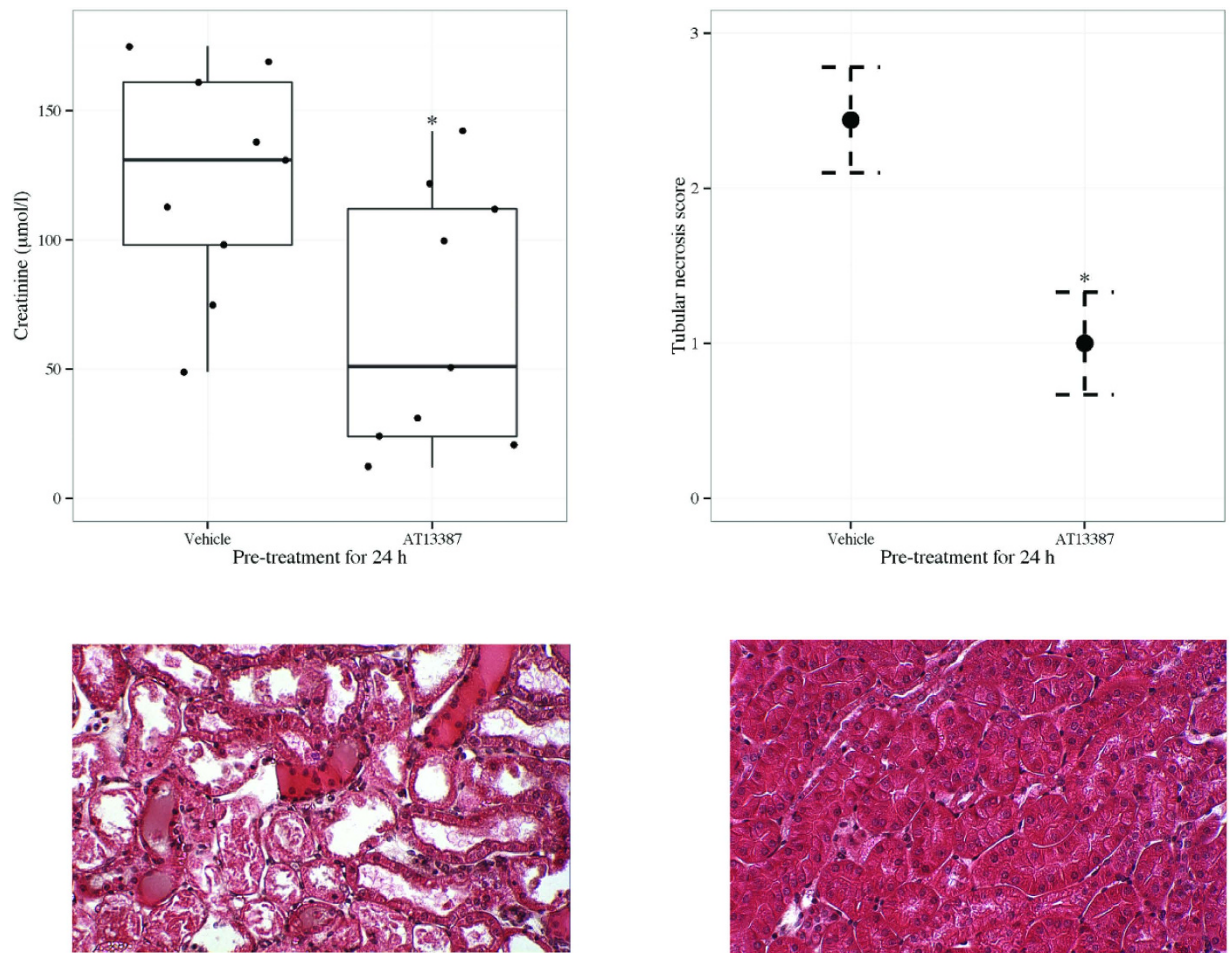 Creatinine (µmol/l)
150
100
50
0
*
Vehicle
AT13387
Pre-treatment for 24 h
Tubular necrosis score
3
2
1
0
*
Vehicle
AT13387
Pre-treatment for 24 h